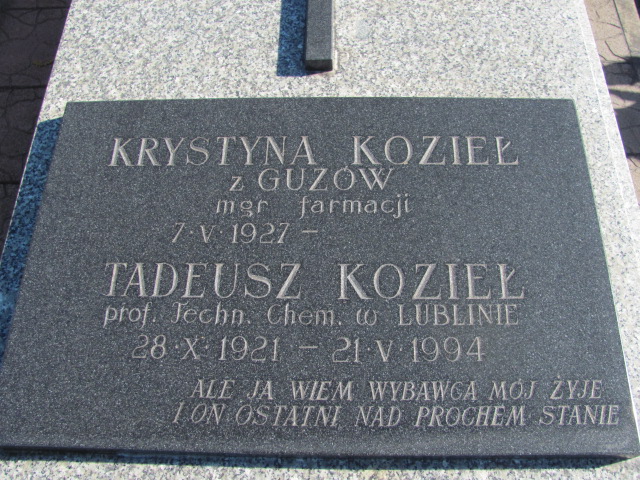 KRYSTYNA KOZIEŁ
z GUZÓW
mgr farmacji
7·V·1927 –
TADEUSZ KOZIEŁ
prof. Techn. Chem. w LUBLINIE
28·X·1921 – 21·V·1994
ALE JA WIEM WYBAWCA MÓJ ŻYJE
I ON OSTATNI NAD PROCHEM STANIE